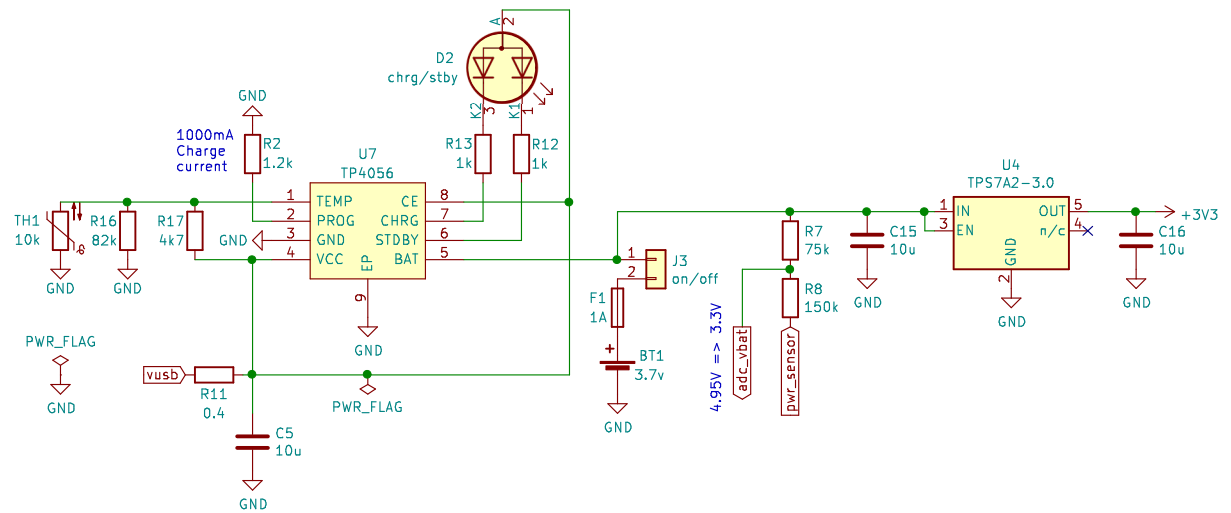 A
2
D2
chrg/stby
K2
3
K1
1
GND
1000mA
Charge
current
R2
1.2k
R13
1k
R12
1k
U7
TP4056
1
TEMP
CE
8
2
PROG
CHRG
7
3
GND
STDBY
6
4
VCC
BAT
5
EP
9
GND
GND
TH1
10k
R16
82k
R17
4k7
GND
GND
PWR_FLAG
GND
vusb
R11
0.4
PWR_FLAG
C5
10u
GND
1
2
J3
on/off
F1
1A
+
BT1
3.7v
GND
R7
75k
R8
150k
4.95V => 3.3V
adc_vbat
pwr_sensor
C15
10u
GND
U4
TPS7A2-3.0
1
IN
OUT
5
3
EN
n/c
4
GND
2
GND
+3V3
C16
10u
GND